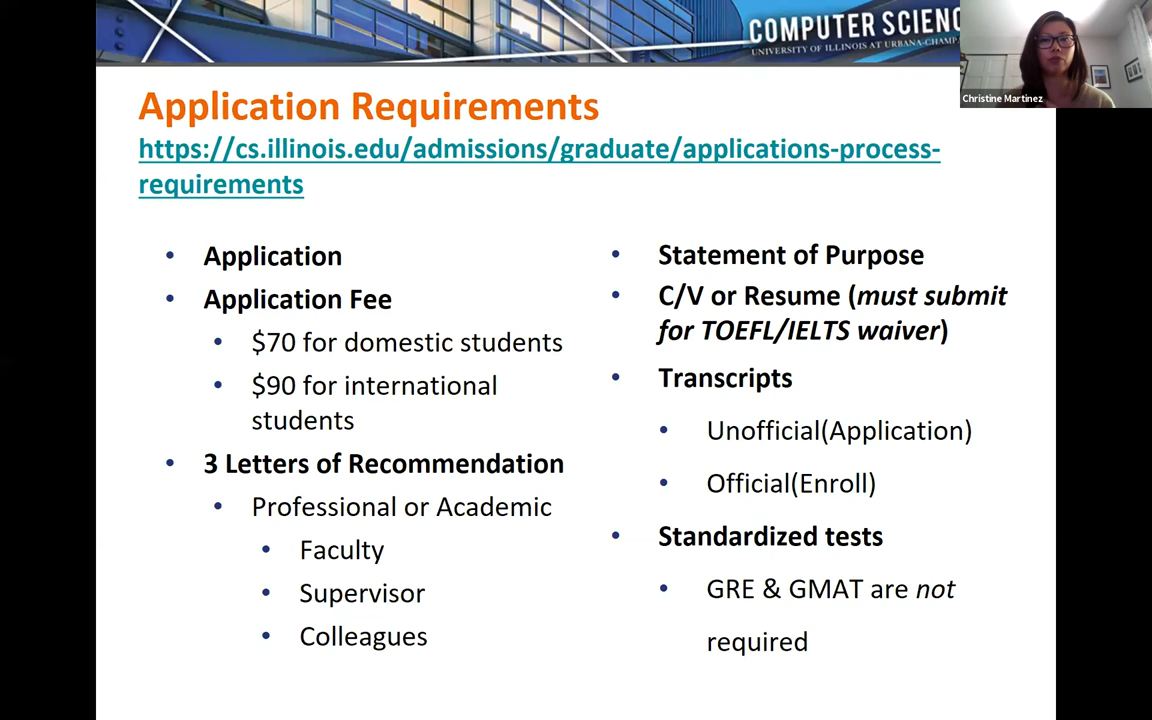 COMPUTER SCIENC
UNIVERSITY OF ILLINOIS AT URBANA-CHAMPA
Christine Martinez
Application Requirements
https://cs.illinois.edu/admissions/graduate/applications-process-
requirements
• Application
• Application Fee
• $70 for domestic students
• $90 for international
students
• 3 Letters of Recommendation
• Professional or Academic
• Faculty
• Supervisor
• Colleagues
• Statement of Purpose
• C/V or Resume (must submit
for TOEFL/IELTS waiver)
• Transcripts
• Unofficial(Application)
• Official(Enroll)
• Standardized tests
• GRE & GMAT are not
required